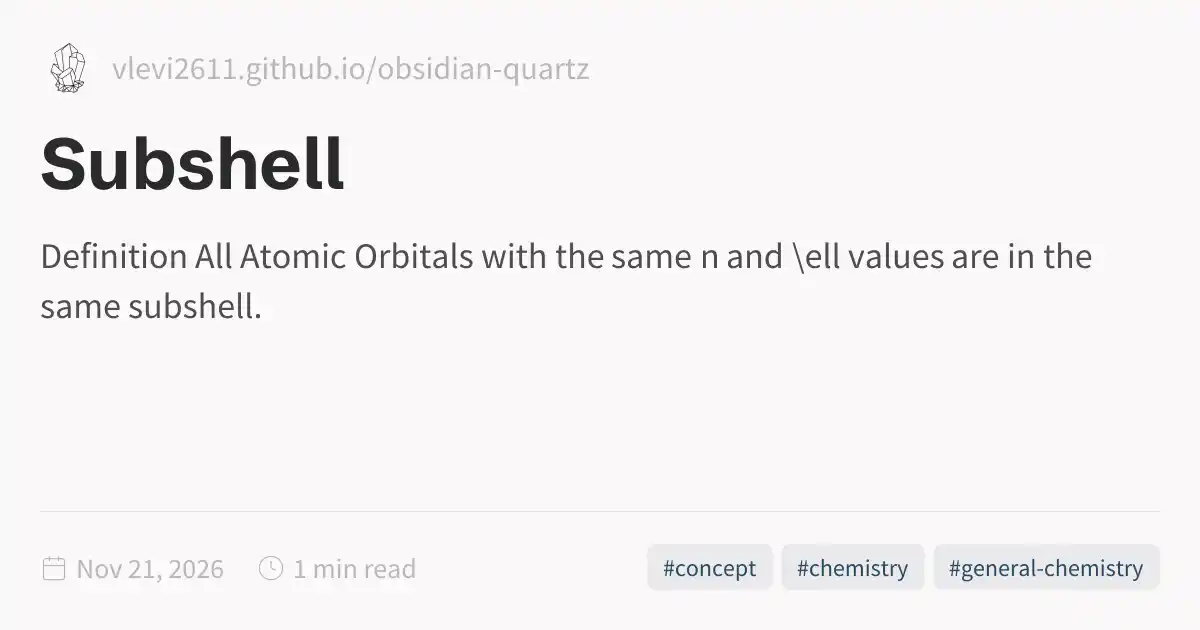 vlevi2611.github.io/obsidian-quartz
Subshell
Definition All Atomic Orbitals with the same n and \ell values are in the
same subshell.
Nov 21, 2026 1 min read #concept #chemistry #general-chemistry